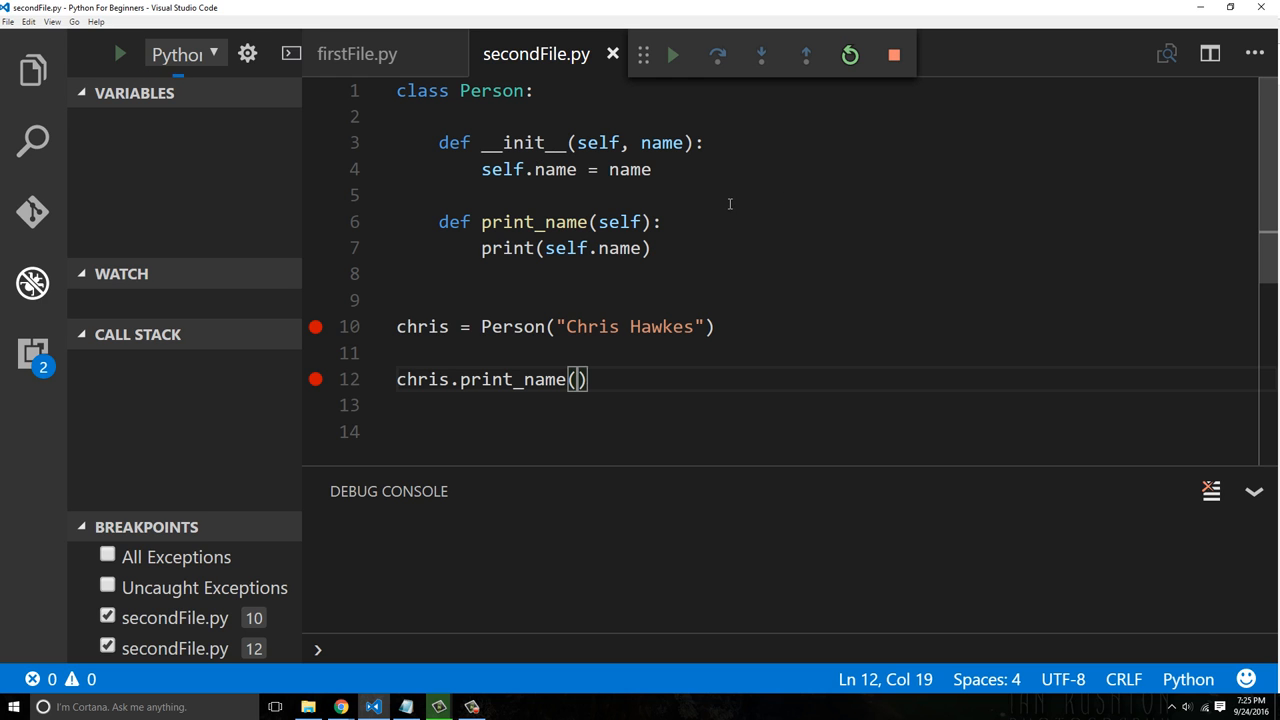 secondFile.py - Python For Beginners - Visual Studio Code
File Edit View Go Help
firstFile.py secondFile.py
VARIABLES
WATCH
CALL STACK
2
BREAKPOINTS
All Exceptions
Uncaught Exceptions
secondFile.py 10
secondFile.py 12
1 class Person:
2
3 def __init__(self, name):
4 self.name = name
5
6 def print_name(self):
7 print(self.name)
8
9
10 chris = Person("Chris Hawkes")
11
12 chris.print_name()
13
14
DEBUG CONSOLE
0 0 Ln 12, Col 19 Spaces: 4 UTF-8 CRLF Python
I'm Cortana. Ask me anything.
7:25 PM
9/24/2016